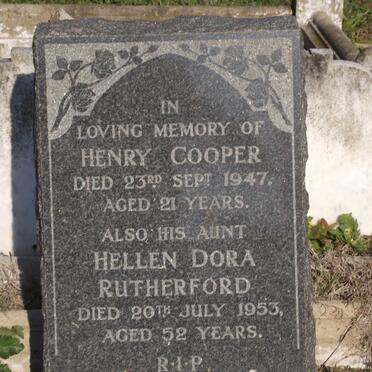 IN
LOVING MEMORY OF
HENRY COOPER
DIED 23RD SEPT 1947.
AGED 21 YEARS.
ALSO HIS AUNT
HELLEN DORA
RUTHERFORD
DIED 20TH JULY 1953,
AGED 52 YEARS.
R.I.P.